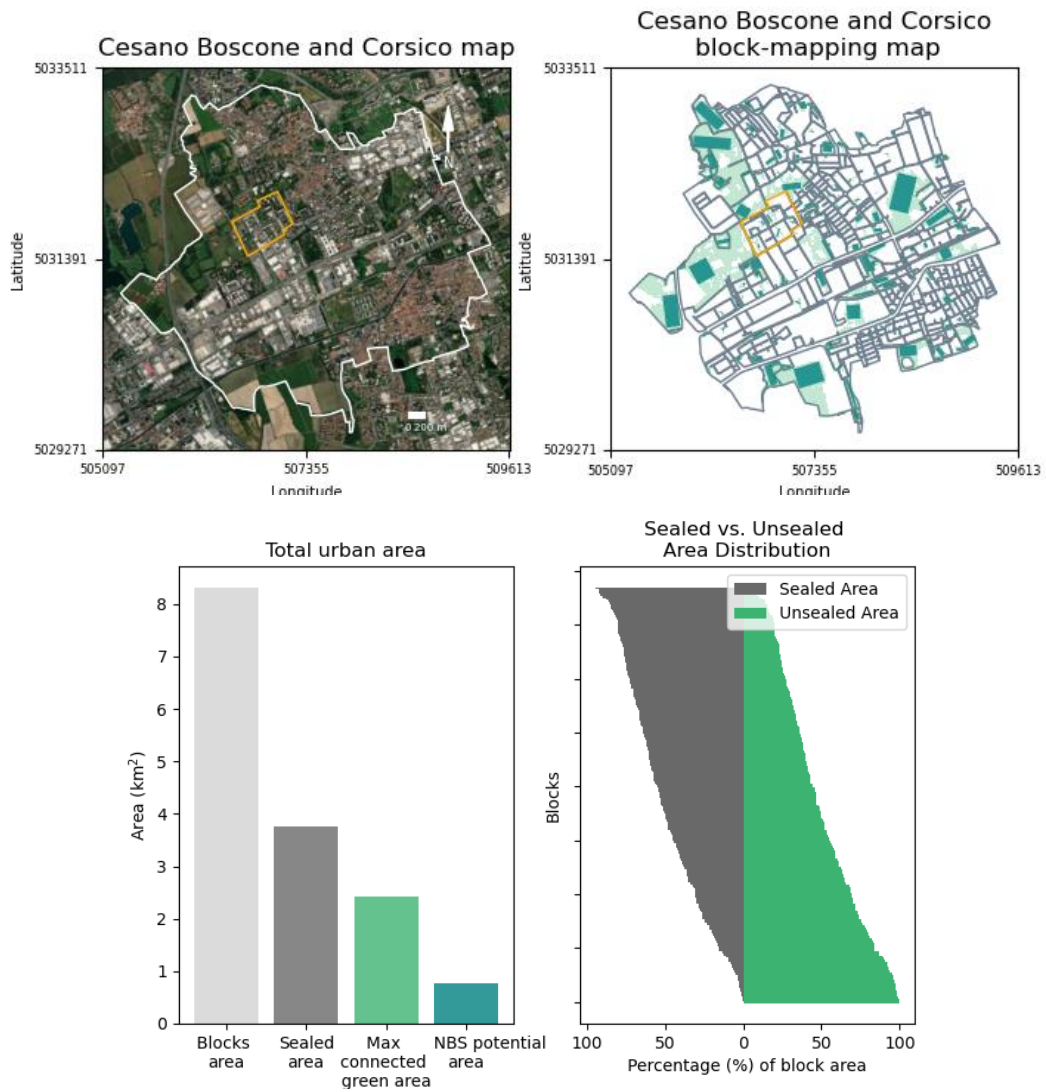 Cesano Boscone and Corsico map
5033511
Latitude
5031391
5029271
505097
507355
509613
Longitude
N
0.200 m
Cesano Boscone and Corsico
block-mapping map
5033511
Latitude
5031391
5029271
505097
507355
509613
Longitude
Total urban area
Area (km²)
8
7
6
5
4
3
2
1
0
Blocks
area
Sealed
area
Max
connected
green area
NBS potential
area
Sealed vs. Unsealed
Area Distribution
Sealed Area
Unsealed Area
Blocks
100
50
0
50
100
Percentage (%) of block area